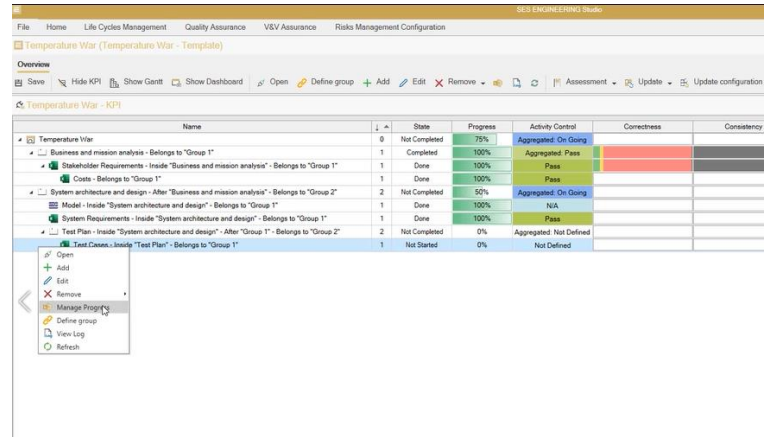 SES ENGINEERING Studio
File Home Life Cycles Management Quality Assurance V&V Assurance Risks Management Configuration
Temperature War (Temperature War - Template)
Overview
Save Hide KPI Show Gantt Show Dashboard Open Define group Add Edit Remove Assessment Update Update configuration
Temperature War - KPI
Name State Progress Activity Control Correctness Consistency
Temperature War 0 Not Completed 75% Aggregated: On Going
Business and mission analysis - Belongs to "Group 1" 1 Completed 100% Aggregated: Pass
Stakeholder Requirements - Inside "Business and mission analysis" - Belongs to "Group 1" 1 Done 100% Pass
Costs - Belongs to "Group 1" 1 Done 100% Pass
System architecture and design - After "Business and mission analysis" - Belongs to "Group 2" 2 Not Completed 50% Aggregated: On Going
Model - Inside "System architecture and design" - Belongs to "Group 1" 1 Done 100% N/A
System Requirements - Inside "System architecture and design" - Belongs to "Group 1" 1 Done 100% Pass
Test Plan - Inside "System architecture and design" - After "Group 1" - Belongs to "Group 2" 2 Not Completed 0% Aggregated: Not Defined
Test Cases - Inside "Test Plan" - Belongs to "Group 1" 1 Not Started 0% Not Defined
Open
Add
Edit
Remove
Manage Progress
Define group
View Log
Refresh